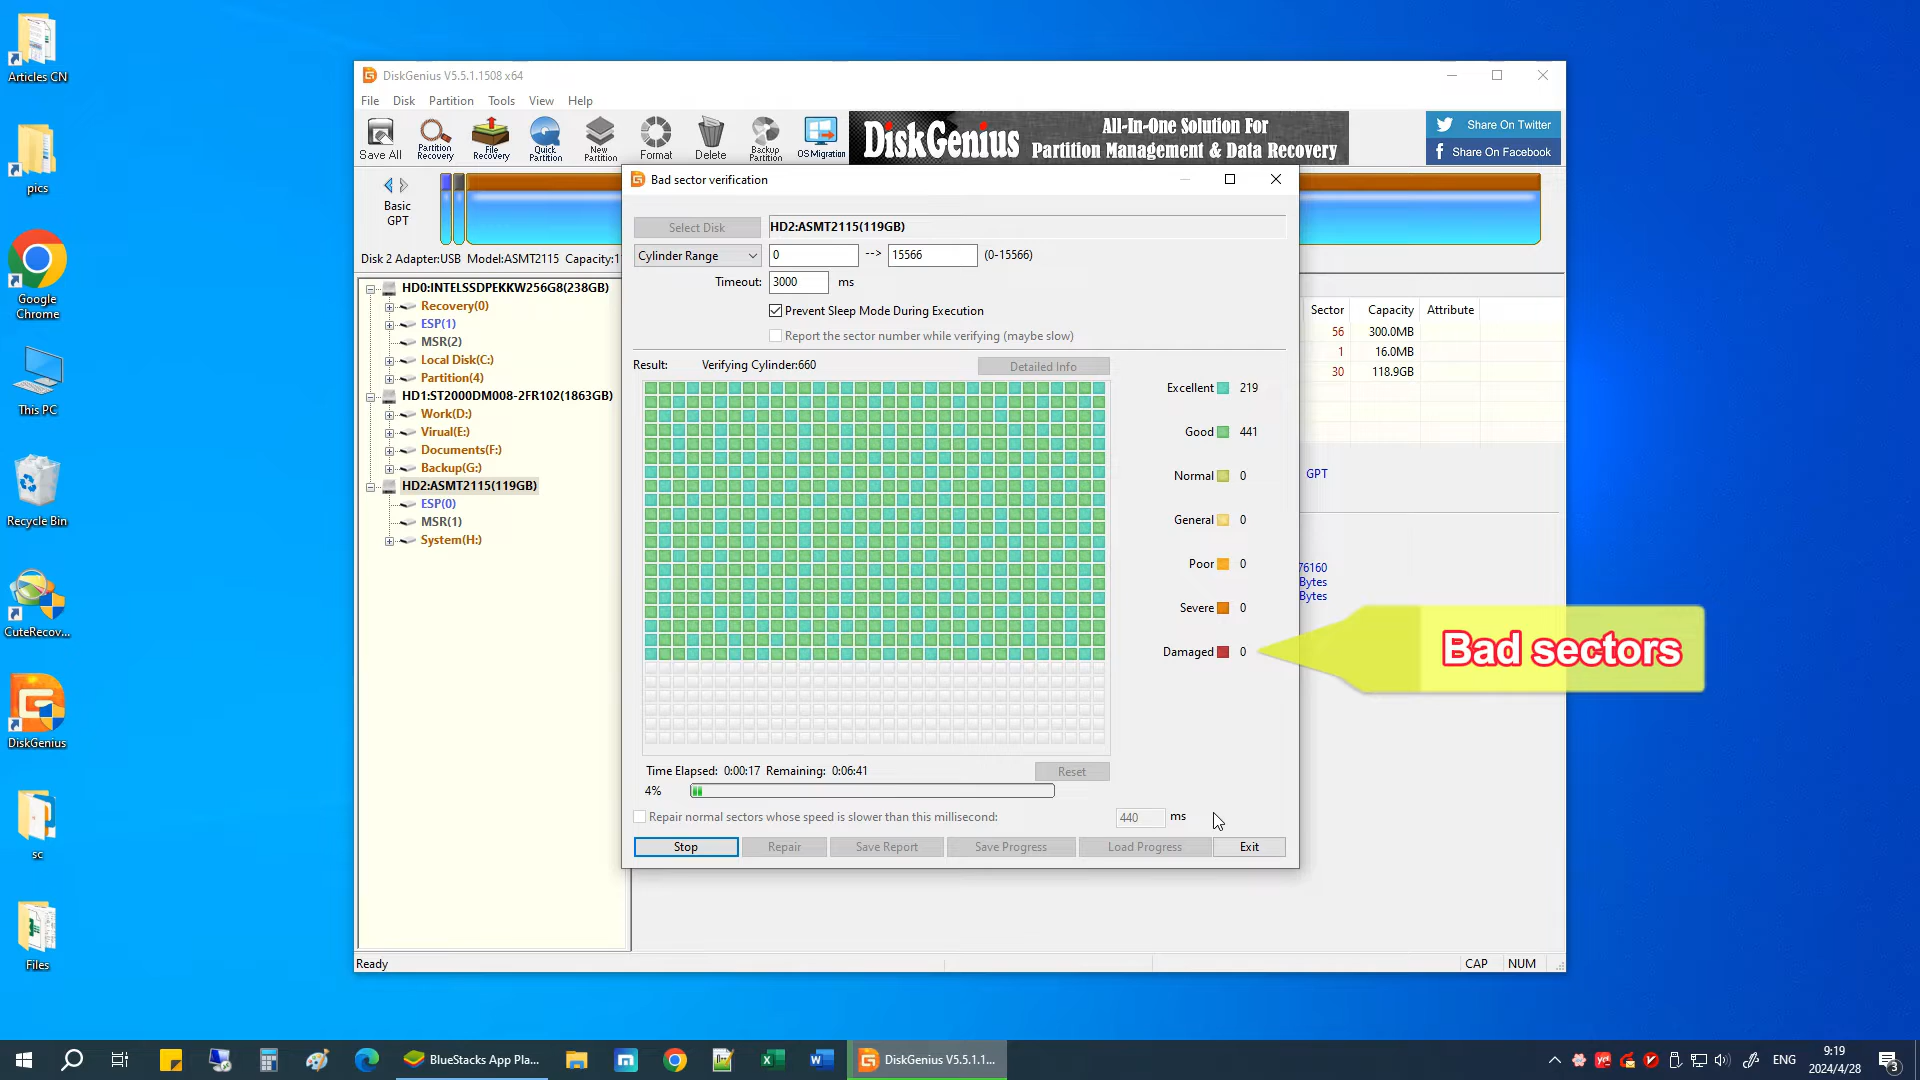 Articles CN
pics
Google
Chrome
This PC
Recycle Bin
CuteRecov...
DiskGenius
sc
Files
DiskGenius V5.5.1.1508 x64
File Disk Partition Tools View Help
Save All
Partition
Recovery
File
Recovery
Quick
Partition
New
Partition
Format
Delete
Backup
Partition
OS Migration
DiskGenius
All-In-One Solution For
Partition Management & Data Recovery
Share On Twitter
Share On Facebook
Basic
GPT
Disk 2 Adapter:USB Model:ASMT2115 Capacity:1
HD0:INTELSSDPEKKW256G8(238GB)
Recovery(0)
ESP(1)
MSR(2)
Local Disk(C:)
Partition(4)
HD1:ST2000DM008-2FR102(1863GB)
Work(D:)
Virual(E:)
Documents(F:)
Backup(G:)
HD2:ASMT2115(119GB)
ESP(0)
MSR(1)
System(H:)
Bad sector verification
Select Disk HD2:ASMT2115(119GB)
Cylinder Range 0 --> 15566 (0-15566)
Timeout: 3000 ms
Prevent Sleep Mode During Execution
Report the sector number while verifying (maybe slow)
Result: Verifying Cylinder:660 Detailed Info
Excellent 219
Good 441
Normal 0
General 0
Poor 0
Severe 0
Damaged 0
Bad sectors
Time Elapsed: 0:00:17 Remaining: 0:06:41 Reset
4%
Repair normal sectors whose speed is slower than this millisecond: 440 ms
Stop Repair Save Report Save Progress Load Progress Exit
Sector Capacity Attribute
56 300.0MB
1 16.0MB
30 118.9GB
GPT
76160
Bytes
Bytes
Ready CAP NUM
BlueStacks App Pla...
DiskGenius V5.5.1.1...
ENG
9:19
2024/4/28
3